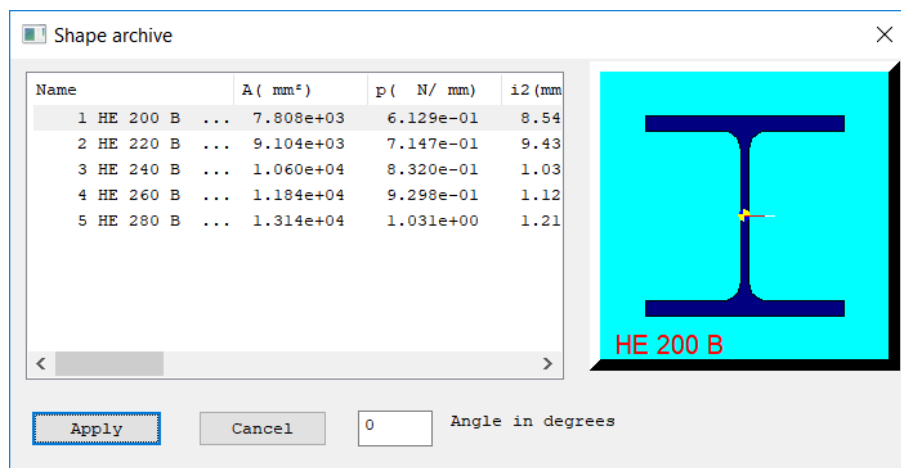 Shape archive
Name A( mm²) p( N/ mm) i2(mm
1 HE 200 B ... 7.808e+03 6.129e-01 8.54
2 HE 220 B ... 9.104e+03 7.147e-01 9.43
3 HE 240 B ... 1.060e+04 8.320e-01 1.03
4 HE 260 B ... 1.184e+04 9.298e-01 1.12
5 HE 280 B ... 1.314e+04 1.031e+00 1.21
HE 200 B
Apply Cancel 0 Angle in degrees